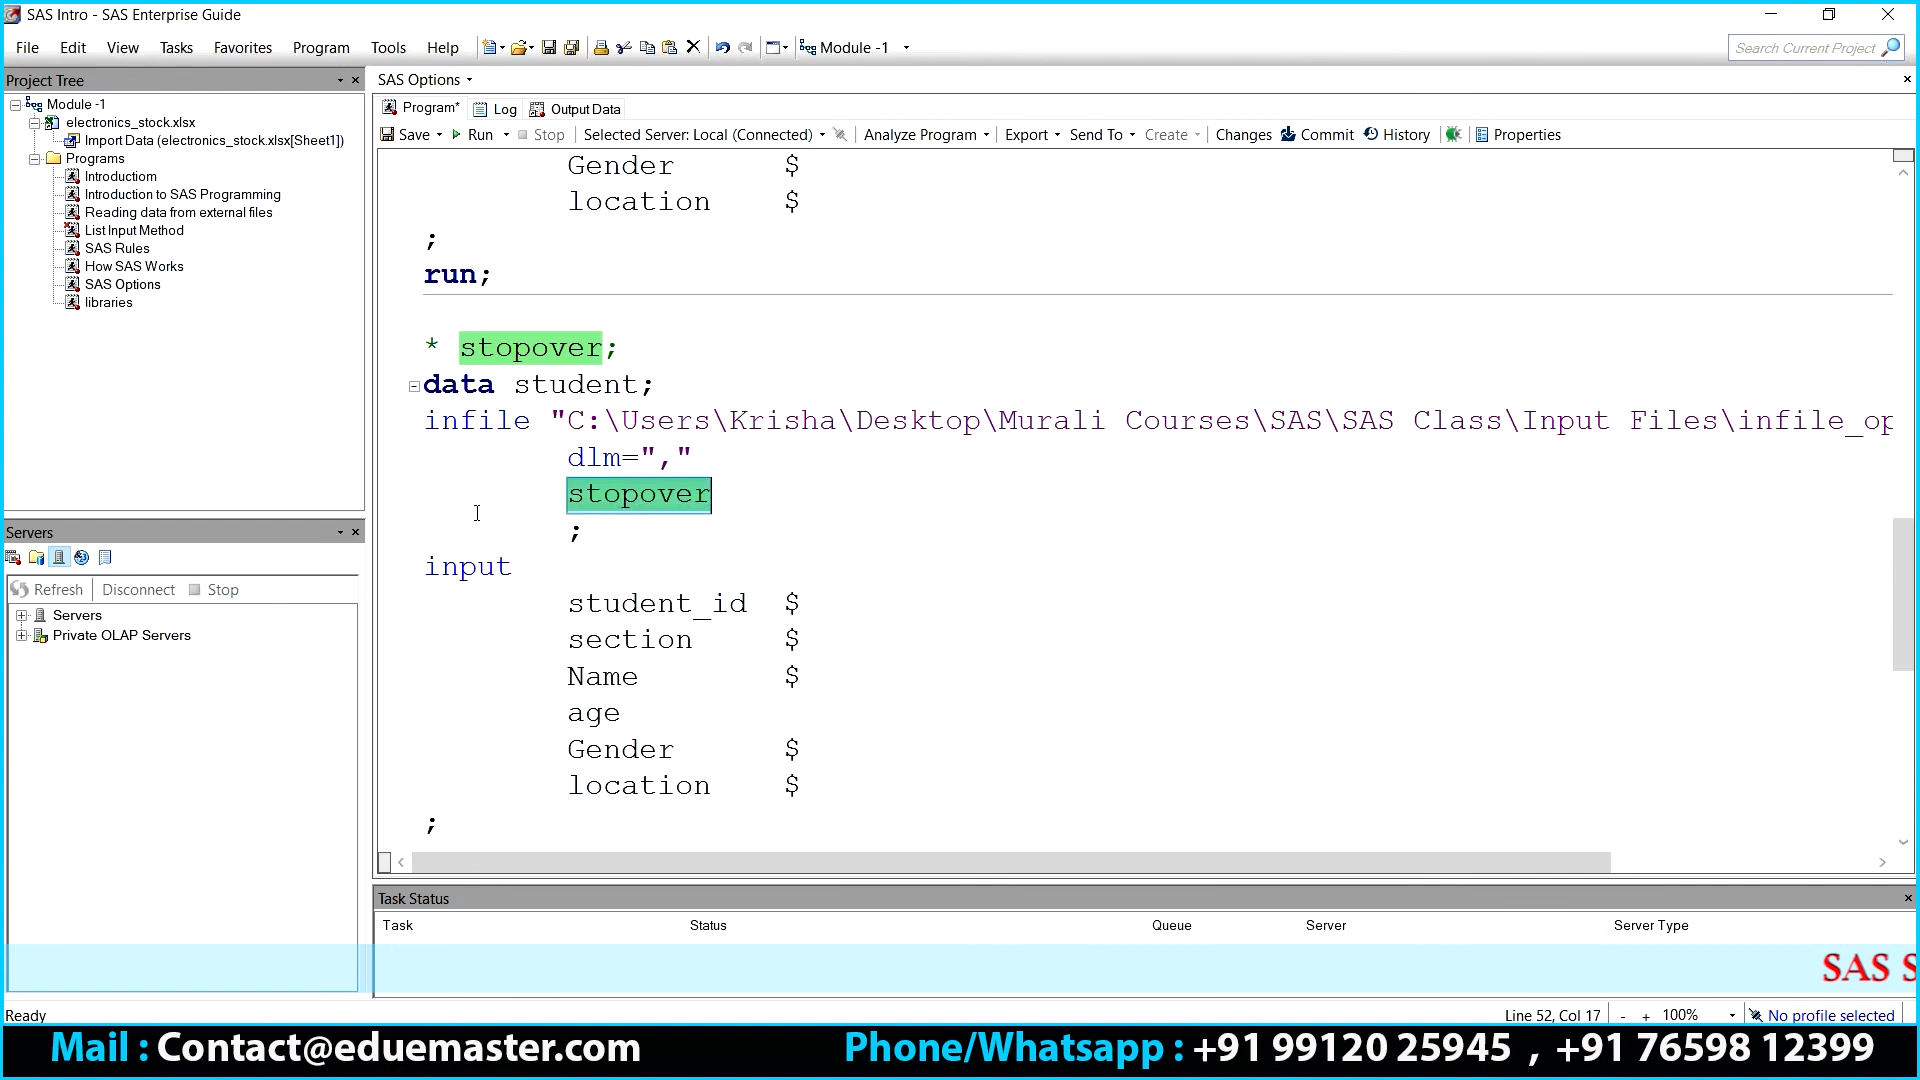 SAS Intro - SAS Enterprise Guide
File Edit View Tasks Favorites Program Tools Help Module -1 Search Current Project
Project Tree
Module -1
electronics_stock.xlsx
Import Data (electronics_stock.xlsx[Sheet1])
Programs
Introductiom
Introduction to SAS Programming
Reading data from external files
List Input Method
SAS Rules
How SAS Works
SAS Options
libraries
Servers
Refresh Disconnect Stop
Servers
Private OLAP Servers
SAS Options
Program* Log Output Data
Save Run Stop Selected Server: Local (Connected) Analyze Program Export Send To Create Changes Commit History Properties
Gender $
location $
;
run;
* stopover;
data student;
infile "C:\Users\Krisha\Desktop\Murali Courses\SAS\SAS Class\Input Files\infile_op
dlm=","
stopover
;
input
student_id $
section $
Name $
age
Gender $
location $
;
Task Status
Task Status Queue Server Server Type
SAS
Ready Line 52, Col 17 - + 100% No profile selected
Mail : Contact@eduemaster.com Phone/Whatsapp : +91 99120 25945 , +91 76598 12399